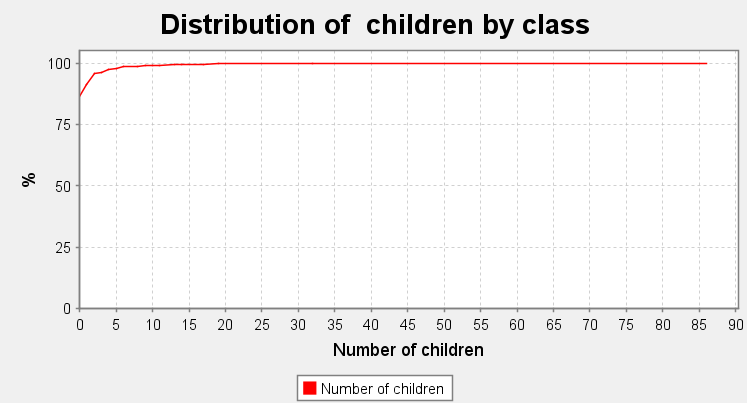 Distribution of  children by class
100
75
50
25
0
%
0 5 10 15 20 25 30 35 40 45 50 55 60 65 70 75 80 85 90
Number of children
Number of children